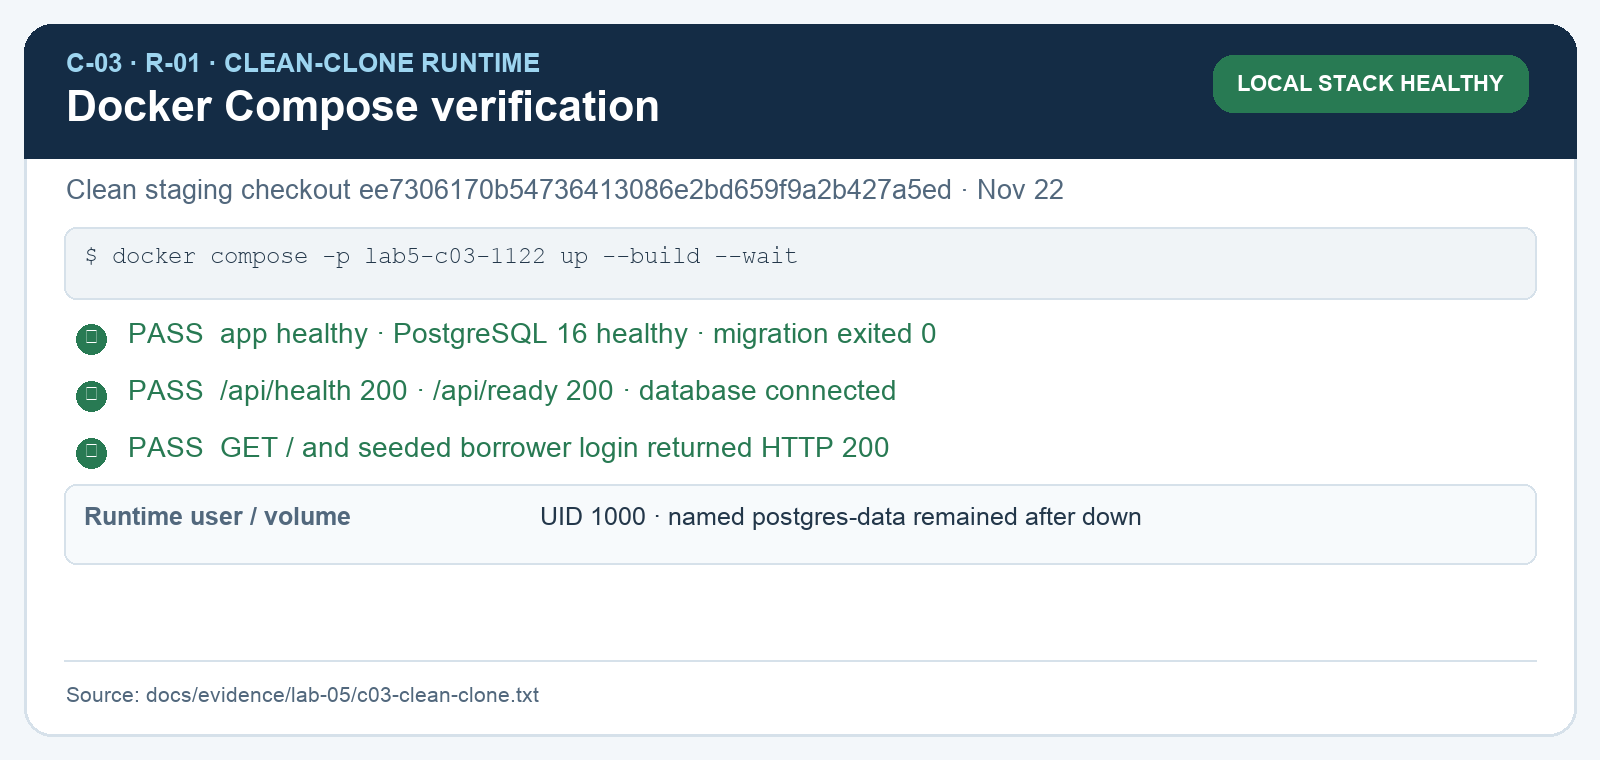 C-03 · R-01 · CLEAN-CLONE RUNTIME
Docker Compose verification
LOCAL STACK HEALTHY
Clean staging checkout ee7306170b54736413086e2bd659f9a2b427a5ed · Nov 22
$ docker compose -p lab5-c03-1122 up --build --wait
PASS app healthy · PostgreSQL 16 healthy · migration exited 0
PASS /api/health 200 · /api/ready 200 · database connected
PASS GET / and seeded borrower login returned HTTP 200
Runtime user / volume UID 1000 · named postgres-data remained after down
Source: docs/evidence/lab-05/c03-clean-clone.txt